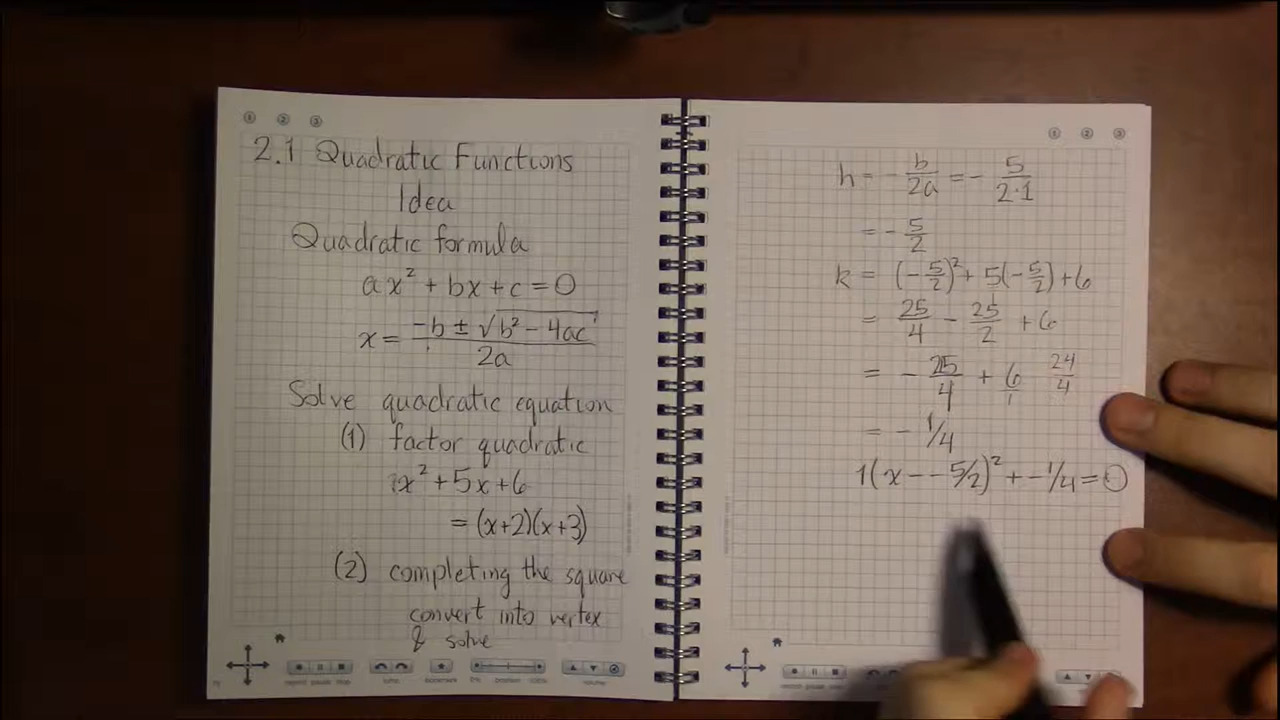 2.1 Quadratic Functions
Idea
Quadratic formula
ax² + bx + c = 0
x = (-b ± √(b² - 4ac)) / 2a
Solve quadratic equation
(1) factor quadratic
x² + 5x + 6
= (x+2)(x+3)
(2) completing the square
convert into vertex
& solve
h = - b/2a = - 5/2·1
= - 5/2
k = (-5/2)² + 5(-5/2) + 6
= 25/4 - 25/2 + 6
= - 25/4 + 6/1 24/4
= - 1/4
1(x - - 5/2)² + - 1/4 = 0